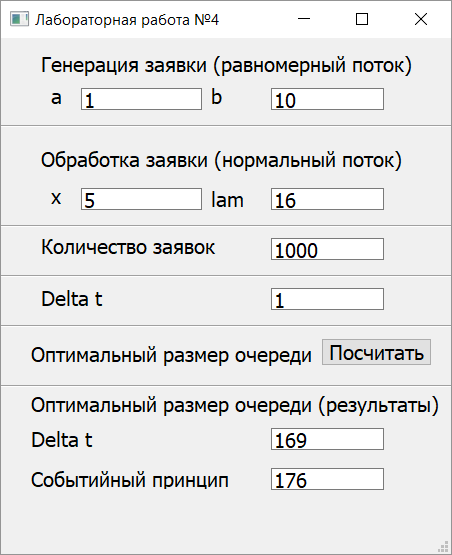 Лабораторная работа №4
Генерация заявки (равномерный поток)
a 1 b 10
Обработка заявки (нормальный поток)
x 5 lam 16
Количество заявок 1000
Delta t 1
Оптимальный размер очереди Посчитать
Оптимальный размер очереди (результаты)
Delta t 169
Событийный принцип 176